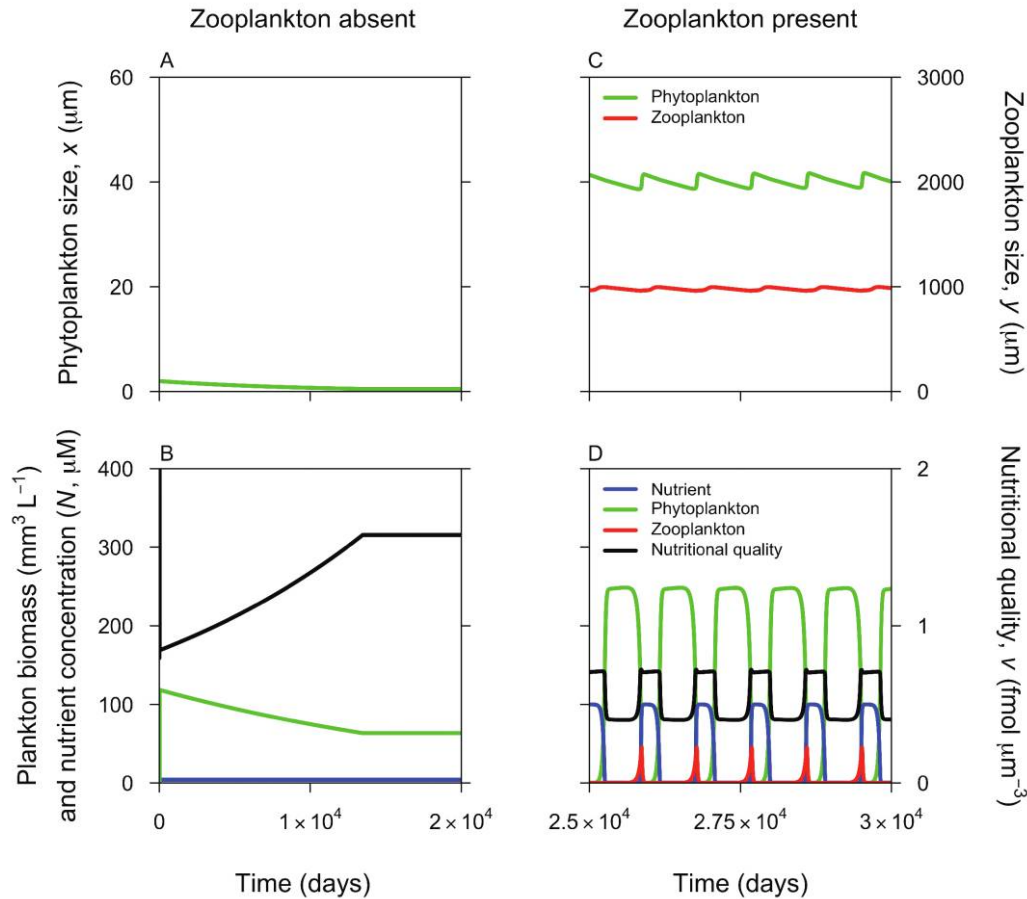 Zooplankton absent
Zooplankton present
A
60
40
20
0
Phytoplankton size, x (μm)
C
Phytoplankton
Zooplankton
3000
2000
1000
0
Zooplankton size, y (μm)
B
400
300
200
100
0
Plankton biomass (mm³ L⁻¹)
and nutrient concentration (N, μM)
0
1 × 10⁴
2 × 10⁴
Time (days)
D
Nutrient
Phytoplankton
Zooplankton
Nutritional quality
2
1
0
Nutritional quality, v (fmol μm⁻³)
2.5 × 10⁴
2.75 × 10⁴
3 × 10⁴
Time (days)